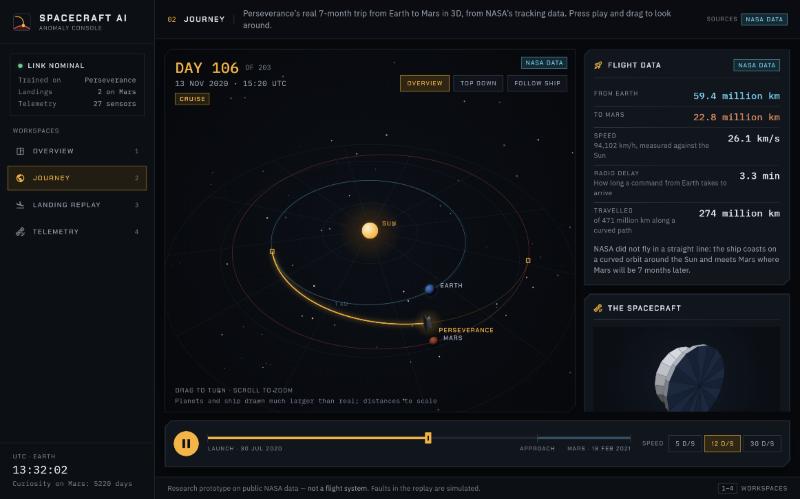 SPACECRAFT AI
ANOMALY CONSOLE
LINK NOMINAL
Trained on Perseverance
Landings 2 on Mars
Telemetry 27 sensors
WORKSPACES
OVERVIEW 1
JOURNEY 2
LANDING REPLAY 3
TELEMETRY 4
UTC · EARTH
13:32:02
Curiosity on Mars: 5220 days
02 JOURNEY
Perseverance's real 7-month trip from Earth to Mars in 3D, from NASA's tracking data. Press play and drag to look
around.
SOURCES NASA DATA
DAY 106 OF 203
13 NOV 2020 · 15:20 UTC
CRUISE
NASA DATA
OVERVIEW TOP DOWN FOLLOW SHIP
SUN
EARTH
1 AU
PERSEVERANCE
MARS
DRAG TO TURN · SCROLL TO ZOOM
Planets and ship drawn much larger than real; distances to scale
FLIGHT DATA NASA DATA
FROM EARTH 59.4 million km
TO MARS 22.8 million km
SPEED 26.1 km/s
94,102 km/h, measured against the
Sun
RADIO DELAY 3.3 min
How long a command from Earth takes to
arrive
TRAVELLED 274 million km
of 471 million km along a
curved path
NASA did not fly in a straight line: the ship coasts on
a curved orbit around the Sun and meets Mars where
Mars will be 7 months later.
THE SPACECRAFT
LAUNCH · 30 JUL 2020
APPROACH MARS · 18 FEB 2021
SPEED 5 D/S 12 D/S 30 D/S
Research prototype on public NASA data — not a flight system. Faults in the replay are simulated.
1–4 WORKSPACES